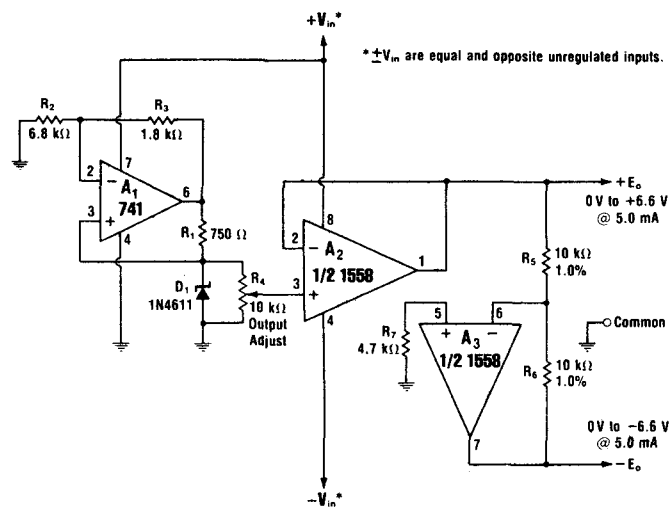 +Vin*
* ±Vin are equal and opposite unregulated inputs.
R2
6.8 kΩ
R3
1.8 kΩ
2
7
−
A1
741
6
3
+
4
R1
750 Ω
D1
1N4611
R4
10 kΩ
Output
Adjust
8
2
−
A2
1/2 1558
1
3
+
4
+Eo
0 V to +6.6 V
@ 5.0 mA
R5
10 kΩ
1.0%
5
6
+
−
A3
1/2 1558
R7
4.7 kΩ
Common
R6
10 kΩ
1.0%
7
0 V to −6.6 V
@ 5.0 mA
−Eo
−Vin*